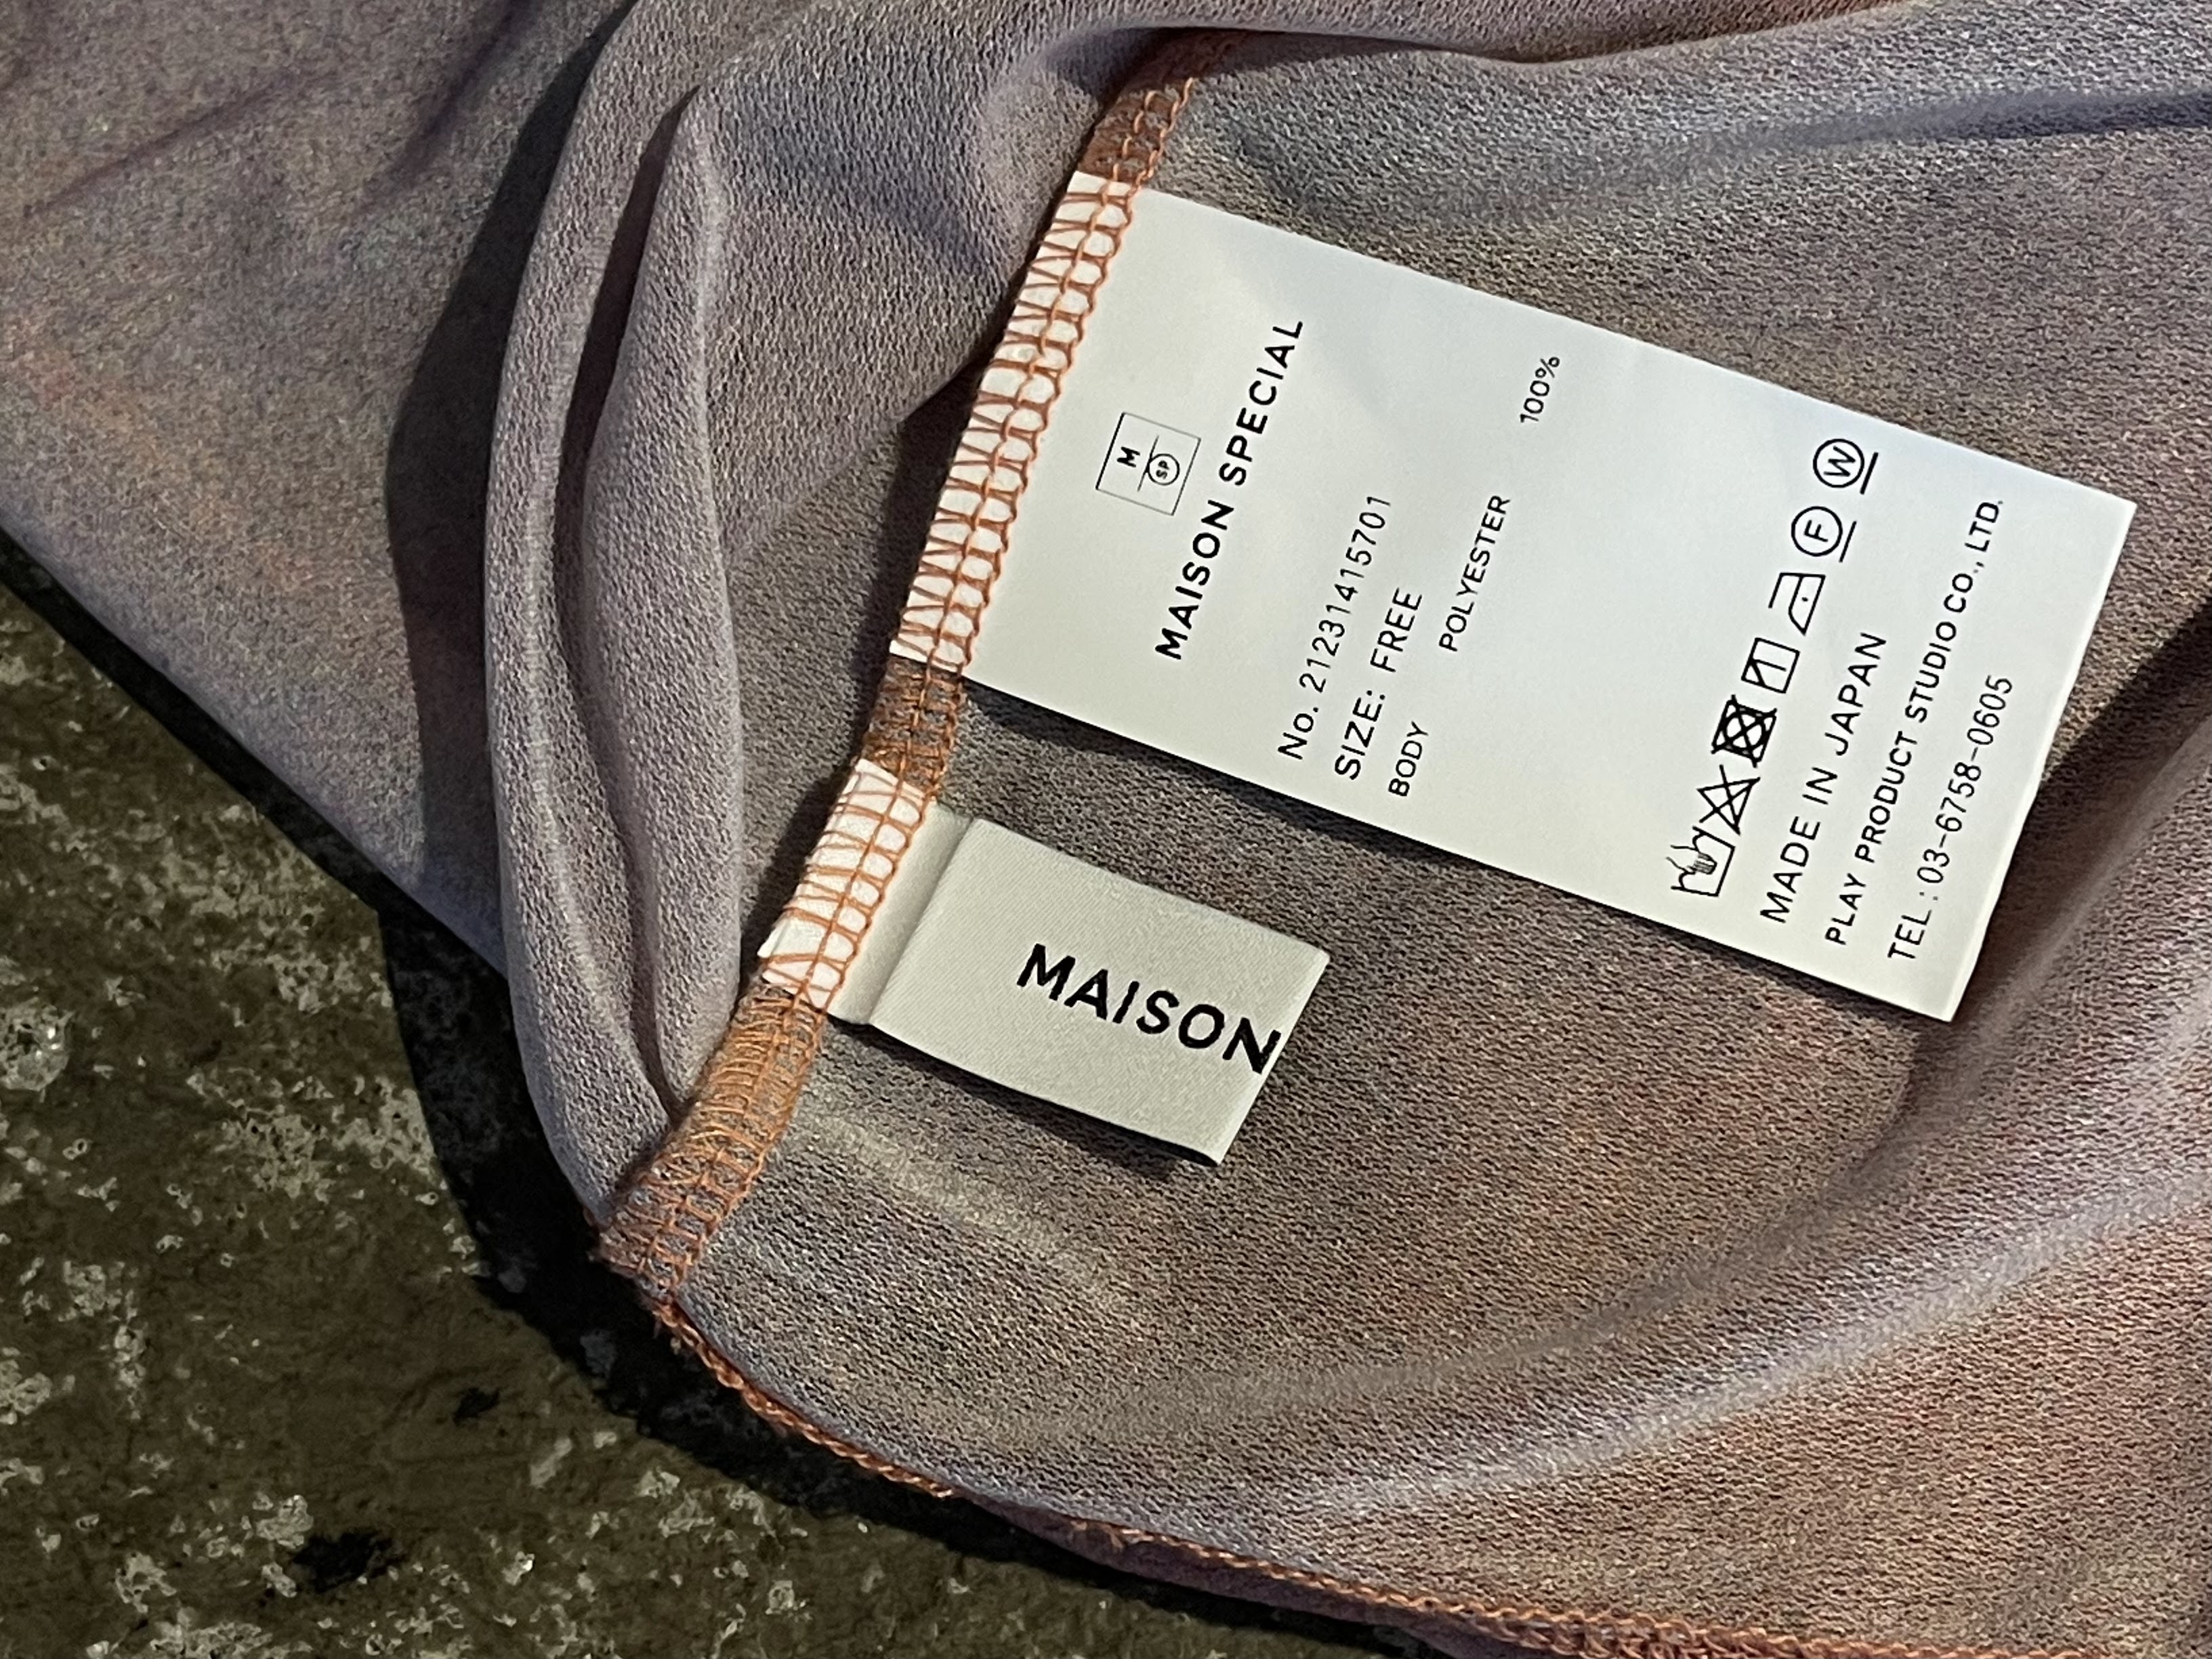 M
SP
MAISON SPECIAL
No. 21231415701
SIZE: FREE
BODY POLYESTER 100%
F W
MADE IN JAPAN
PLAY PRODUCT STUDIO CO., LTD.
TEL : 03-6758-0605
MAISON